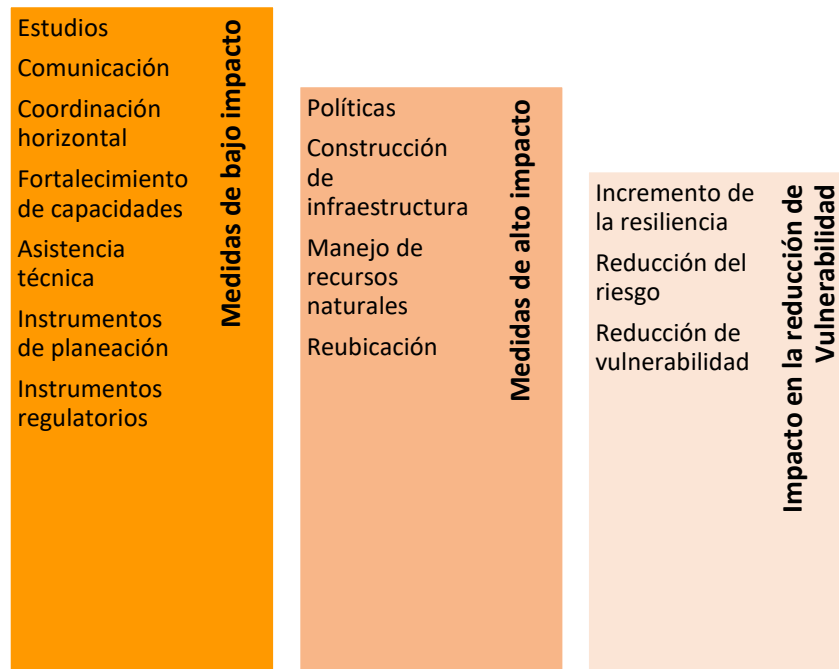 Estudios
Comunicación
Coordinación
horizontal
Fortalecimiento
de capacidades
Asistencia
técnica
Instrumentos
de planeación
Instrumentos
regulatorios
Medidas de bajo impacto
Políticas
Construcción
de
infraestructura
Manejo de
recursos
naturales
Reubicación
Medidas de alto impacto
Incremento de
la resiliencia
Reducción del
riesgo
Reducción de
vulnerabilidad
Impacto en la reducción de
Vulnerabilidad